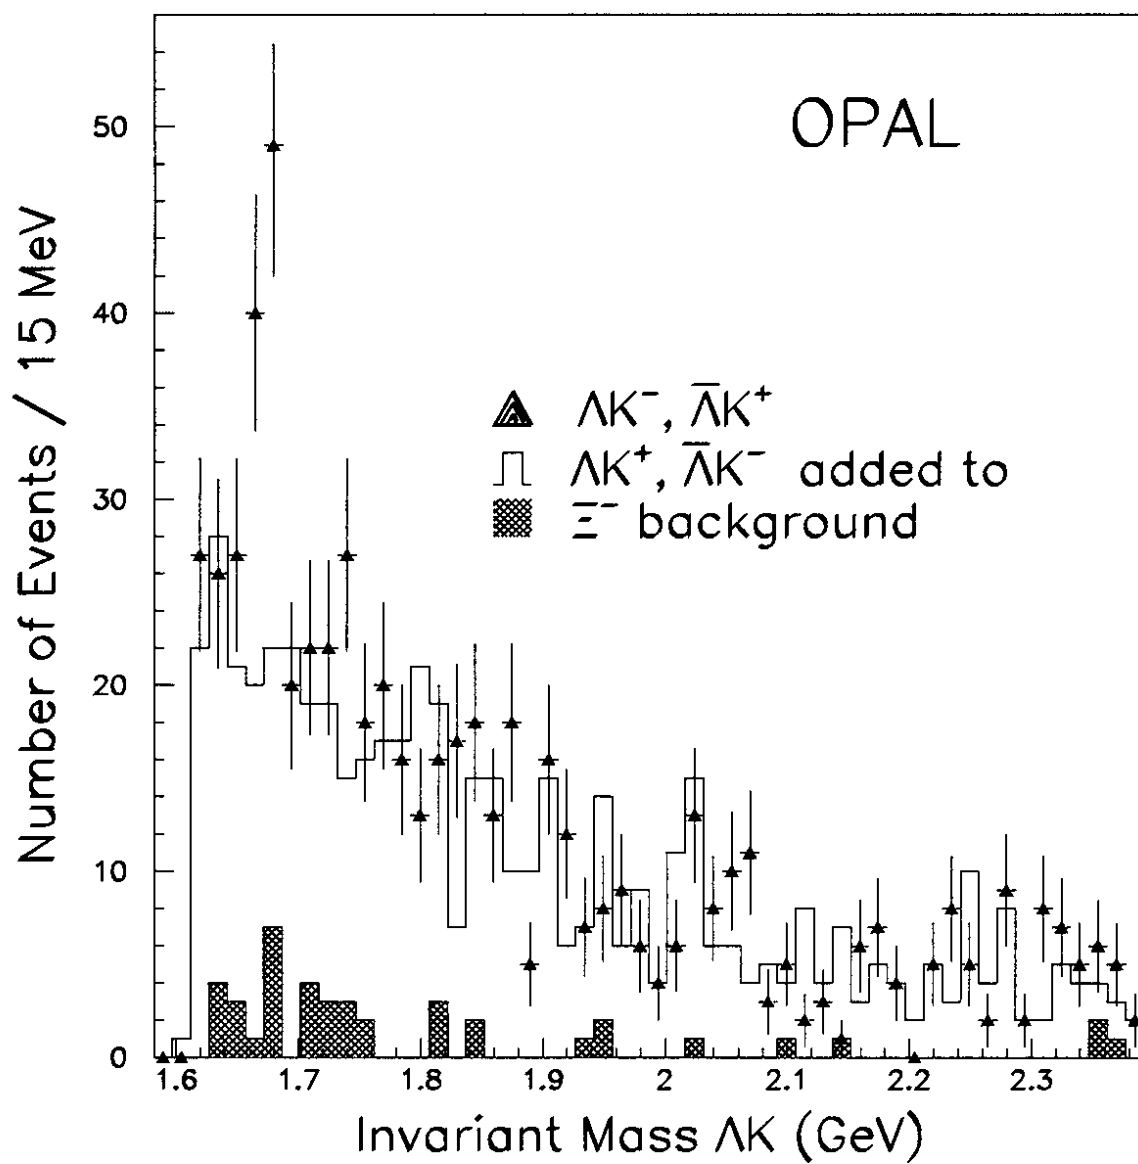 OPAL
Number of Events / 15 MeV
50
40
30
20
10
0
ΛK⁻, Λ̅K⁺
ΛK⁺, Λ̅K⁻ added to
Ξ⁻ background
1.6 1.7 1.8 1.9 2 2.1 2.2 2.3
Invariant Mass ΛK (GeV)